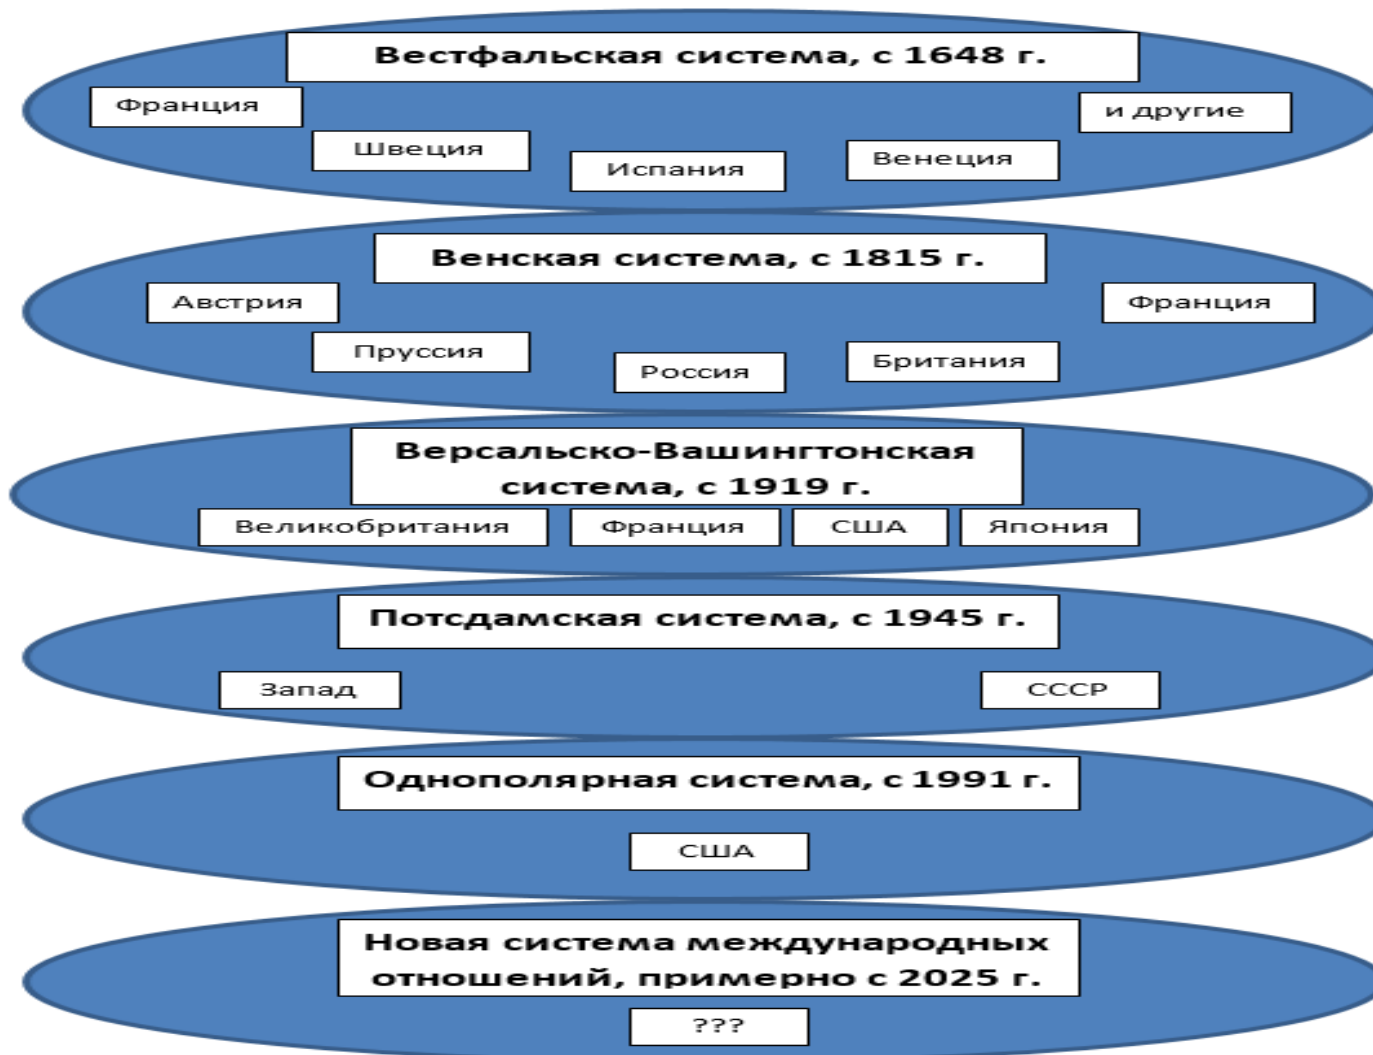 Вестфальская система, с 1648 г.
Франция
Швеция
Испания
Венеция
и другие
Венская система, с 1815 г.
Австрия
Пруссия
Россия
Британия
Франция
Версальско-Вашингтонская
система, с 1919 г.
Великобритания
Франция
США
Япония
Потсдамская система, с 1945 г.
Запад
СССР
Однополярная система, с 1991 г.
США
Новая система международных
отношений, примерно с 2025 г.
???